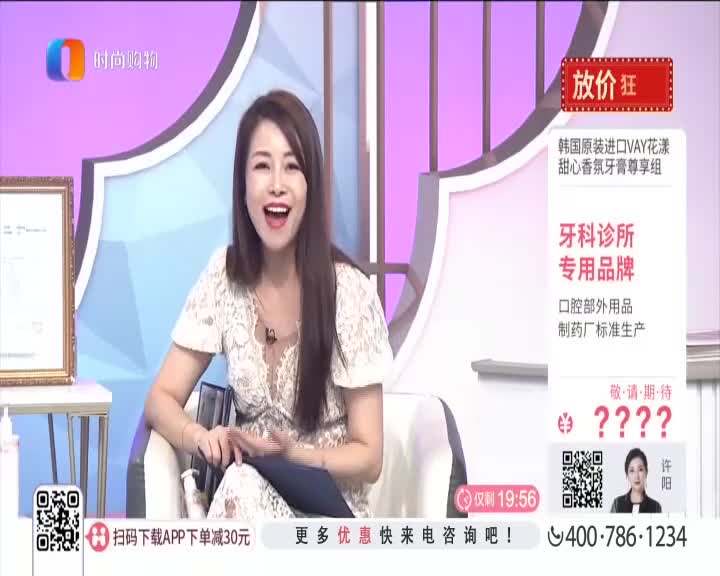 时尚购物
放价 狂
韩国原装进口VAY花漾
甜心香氛牙膏尊享组
牙科诊所
专用品牌
口腔部外用品
制药厂标准生产
敬·请·期·待
¥ ????
许阳
仅剩 19:56
扫码下载APP下单减30元
更多优惠快来电咨询吧！
400·786·1234